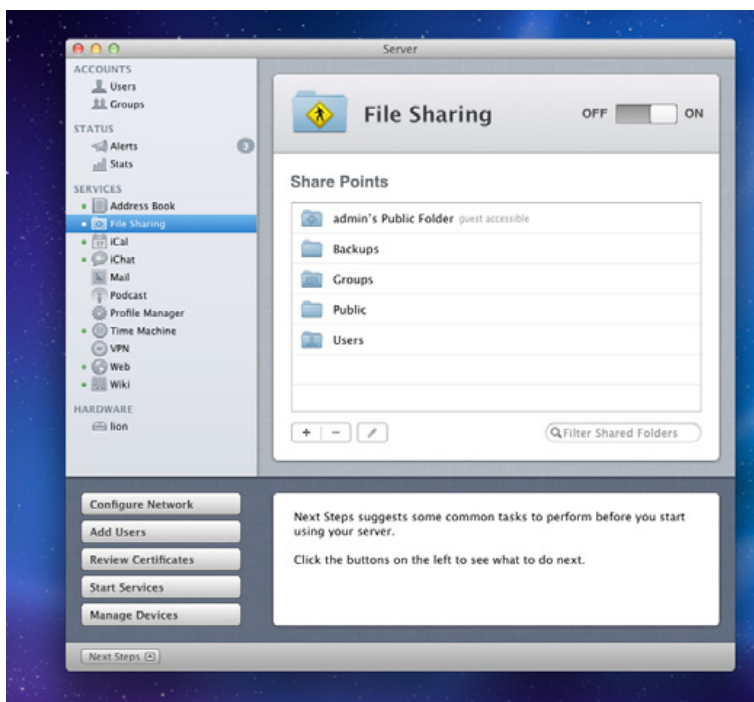 Server
ACCOUNTS
Users
Groups
STATUS
Alerts 3
Stats
SERVICES
Address Book
File Sharing
iCal
iChat
Mail
Podcast
Profile Manager
Time Machine
VPN
Web
Wiki
HARDWARE
lion
File Sharing OFF ON
Share Points
admin's Public Folder guest accessible
Backups
Groups
Public
Users
+ −
Filter Shared Folders
Configure Network
Add Users
Review Certificates
Start Services
Manage Devices
Next Steps suggests some common tasks to perform before you start
using your server.
Click the buttons on the left to see what to do next.
Next Steps